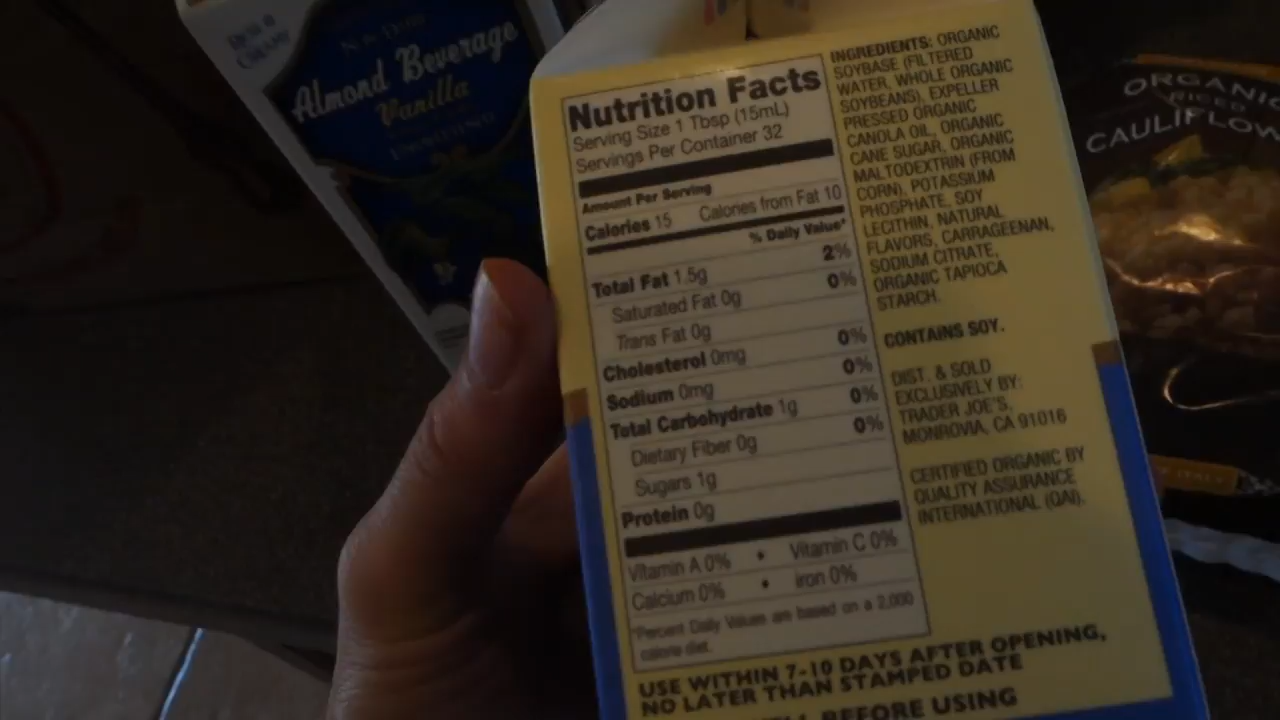 NON DAIRY
Almond Beverage
Vanilla
Nutrition Facts
Serving Size 1 Tbsp (15mL)
Servings Per Container 32
Amount Per Serving
Calories 15 Calories from Fat 10
% Daily Value*
Total Fat 1.5g 2%
Saturated Fat 0g 0%
Trans Fat 0g
Cholesterol 0mg 0%
Sodium 0mg 0%
Total Carbohydrate 1g 0%
Dietary Fiber 0g 0%
Sugars 1g
Protein 0g
Vitamin A 0% • Vitamin C 0%
Calcium 0% • iron 0%
*Percent Daily Values are based on a 2,000
calorie diet.
INGREDIENTS: ORGANIC
SOYBASE (FILTERED
WATER, WHOLE ORGANIC
SOYBEANS), EXPELLER
PRESSED ORGANIC
CANOLA OIL, ORGANIC
CANE SUGAR, ORGANIC
MALTODEXTRIN (FROM
CORN), POTASSIUM
PHOSPHATE, SOY
LECITHIN, NATURAL
FLAVORS, CARRAGEENAN,
SODIUM CITRATE,
ORGANIC TAPIOCA
STARCH.
CONTAINS SOY.
DIST. & SOLD
EXCLUSIVELY BY:
TRADER JOE'S,
MONROVIA, CA 91016
CERTIFIED ORGANIC BY
QUALITY ASSURANCE
INTERNATIONAL (QAI).
USE WITHIN 7-10 DAYS AFTER OPENING,
NO LATER THAN STAMPED DATE
BEFORE USING
ORGANIC
RICED
CAULIFLOW
ITALY